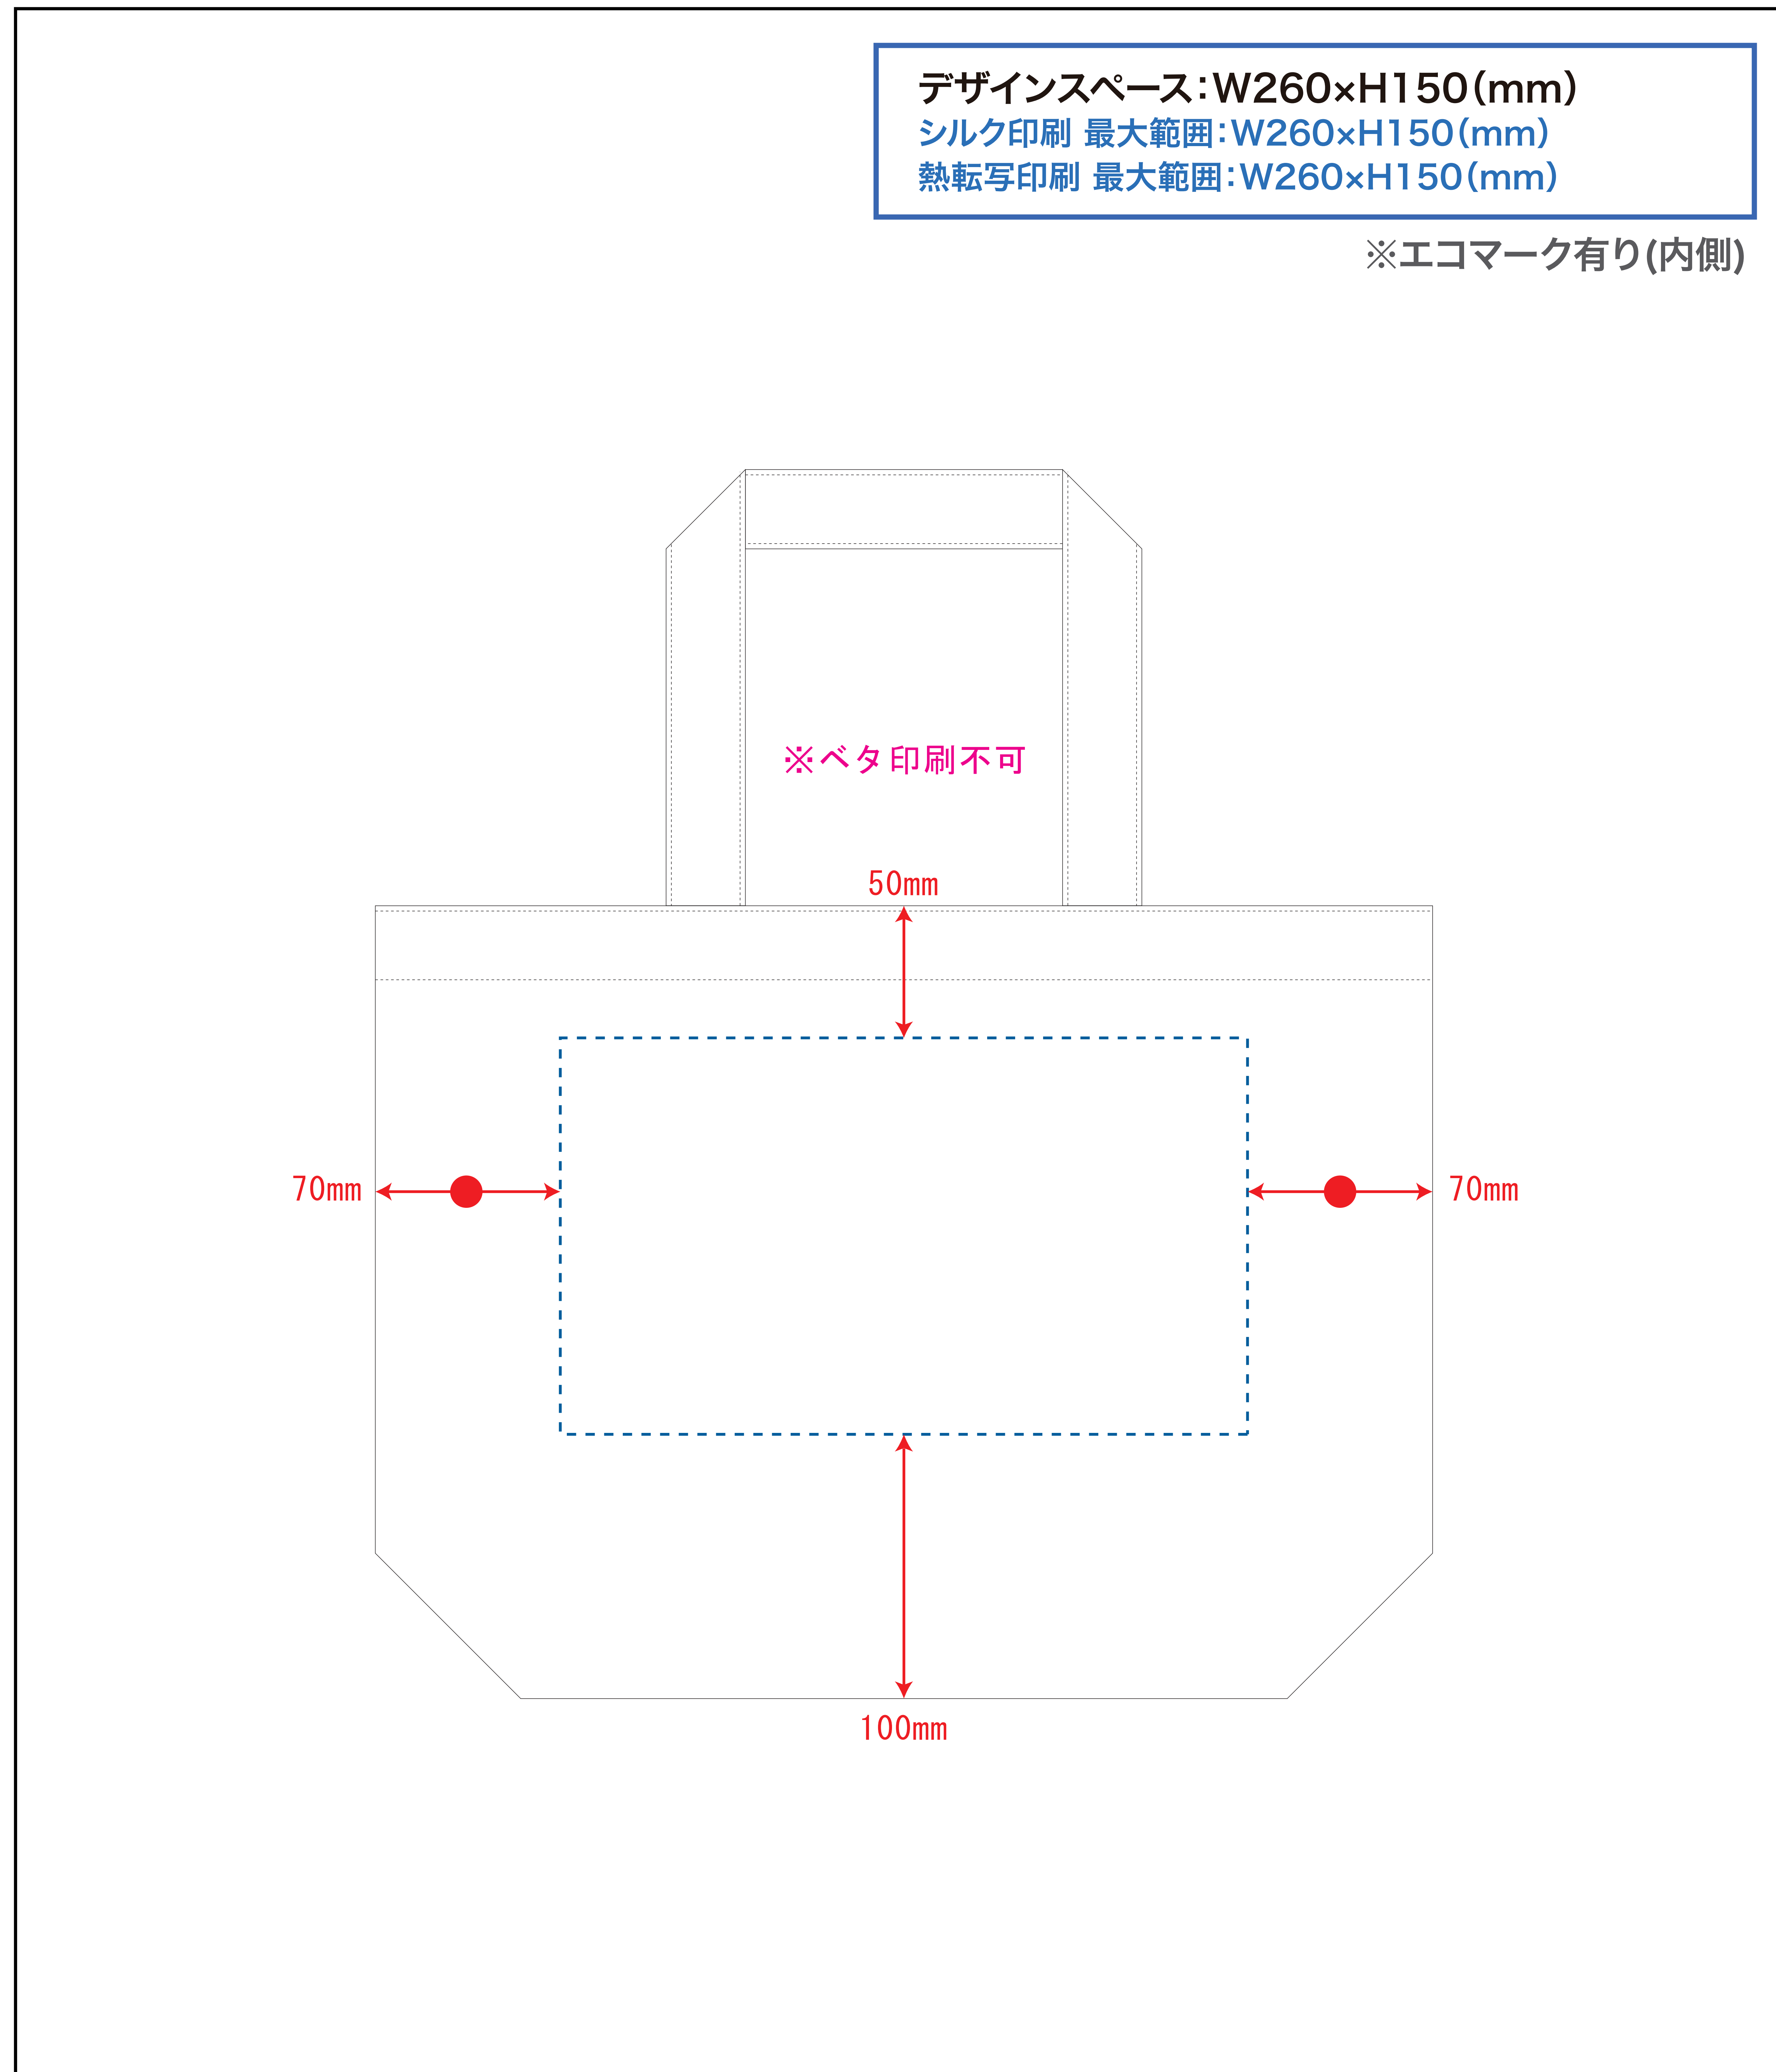 デザインスペース：W260×H150（mm）
シルク印刷 最大範囲：W260×H150（mm）
熱転写印刷 最大範囲：W260×H150（mm）
※エコマーク有り(内側)
※ベタ印刷不可
50mm
70mm
70mm
100mm